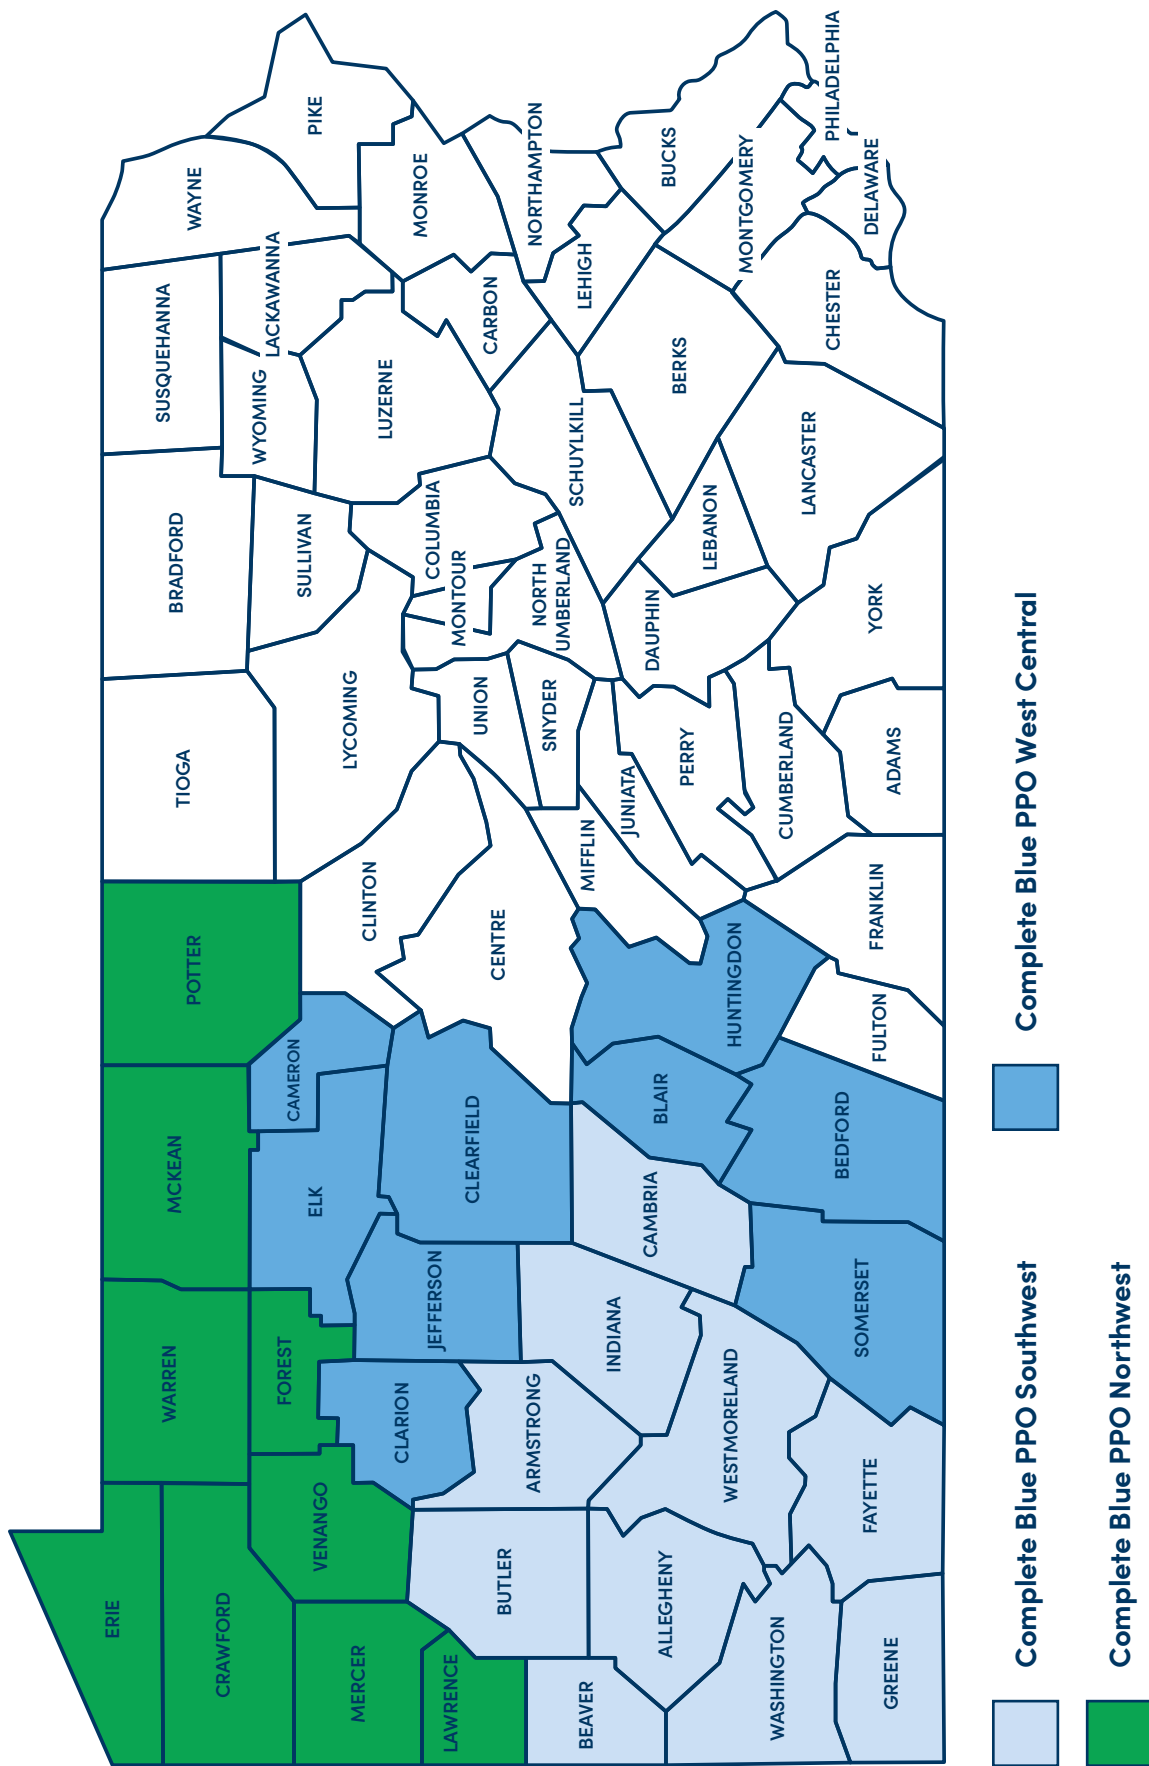 ERIE
CRAWFORD
MERCER
LAWRENCE
BEAVER
WASHINGTON
GREENE
VENANGO
BUTLER
ALLEGHENY
FAYETTE
WARREN
FOREST
CLARION
ARMSTRONG
WESTMORELAND
INDIANA
JEFFERSON
SOMERSET
MCKEAN
ELK
CLEARFIELD
CAMBRIA
BEDFORD
CAMERON
BLAIR
POTTER
CLINTON
CENTRE
HUNTINGDON
FULTON
FRANKLIN
MIFFLIN
JUNIATA
TIOGA
LYCOMING
UNION
SNYDER
PERRY
CUMBERLAND
ADAMS
BRADFORD
SULLIVAN
COLUMBIA
MONTOUR
NORTH
UMBERLAND
DAUPHIN
LEBANON
YORK
SUSQUEHANNA
WYOMING
LACKAWANNA
LUZERNE
SCHUYLKILL
BERKS
LANCASTER
WAYNE
PIKE
MONROE
CARBON
NORTHAMPTON
LEHIGH
BUCKS
MONTGOMERY
CHESTER
DELAWARE
PHILADELPHIA
Complete Blue PPO Southwest
Complete Blue PPO West Central
Complete Blue PPO Northwest